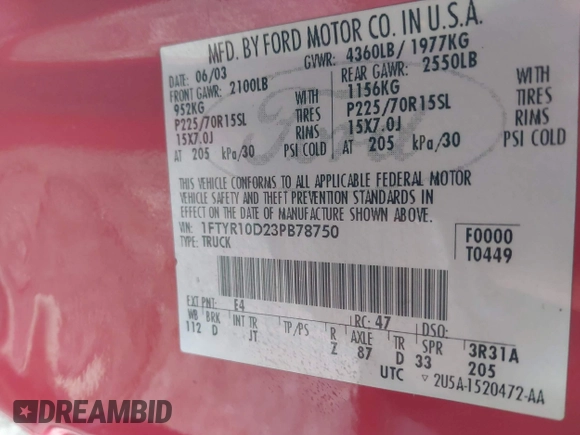 MFD. BY FORD MOTOR CO. IN U.S.A.
DATE: 06/03 GVWR: 4360LB/ 1977KG
FRONT GAWR: 2100LB REAR GAWR: 2550LB
952KG WITH 1156KG WITH
P225/70R15SL TIRES P225/70R15SL TIRES
15X7.0J RIMS 15X7.0J RIMS
AT 205 kPa/30 PSI COLD AT 205 kPa/30 PSI COLD
Ford
THIS VEHICLE CONFORMS TO ALL APPLICABLE FEDERAL MOTOR
VEHICLE SAFETY AND THEFT PREVENTION STANDARDS IN
EFFECT ON THE DATE OF MANUFACTURE SHOWN ABOVE.
VIN: 1FTYR10D23PB78750 F0000
TYPE: TRUCK T0449
EXT PNT: E4 RC: 47 DSO:
WB BRK INT TR TP/PS R AXLE TR SPR 3R31A
112 D JT Z 87 D 33 205
UTC ▽ 2U5A-1520472-AA
DREAMBID